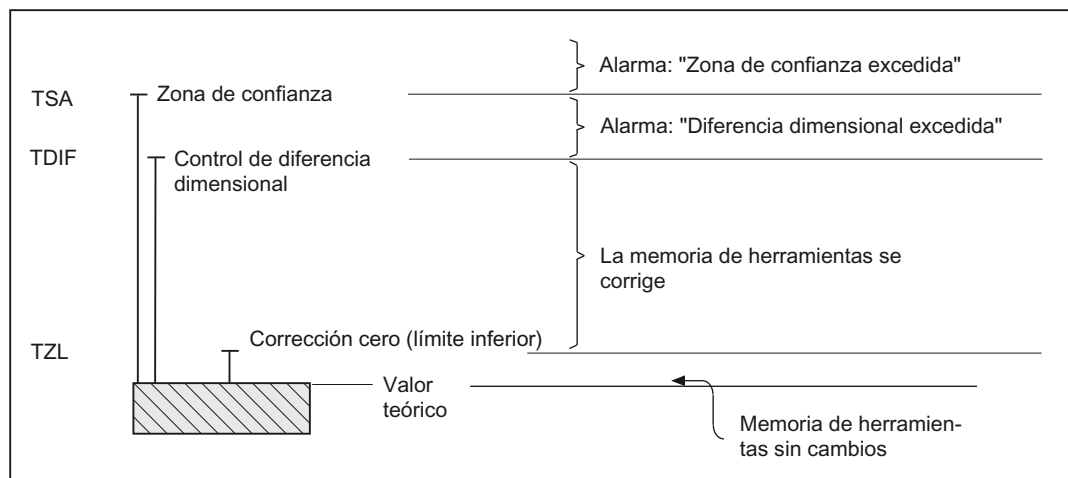 Alarma: "Zona de confianza excedida"
TSA
Zona de confianza
Alarma: "Diferencia dimensional excedida"
TDIF
Control de diferencia
dimensional
La memoria de herramientas se
corrige
Corrección cero (límite inferior)
TZL
Valor
teórico
Memoria de herramien-
tas sin cambios